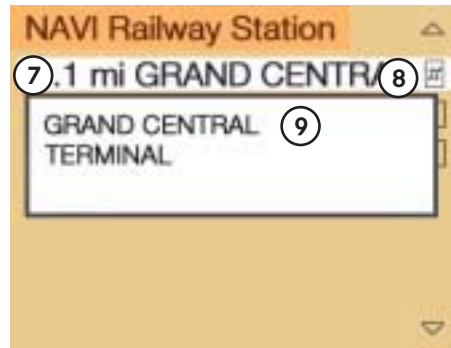 NAVI Railway Station
7 .1 mi GRAND CENTRA 8 #
GRAND CENTRAL 9
TERMINAL